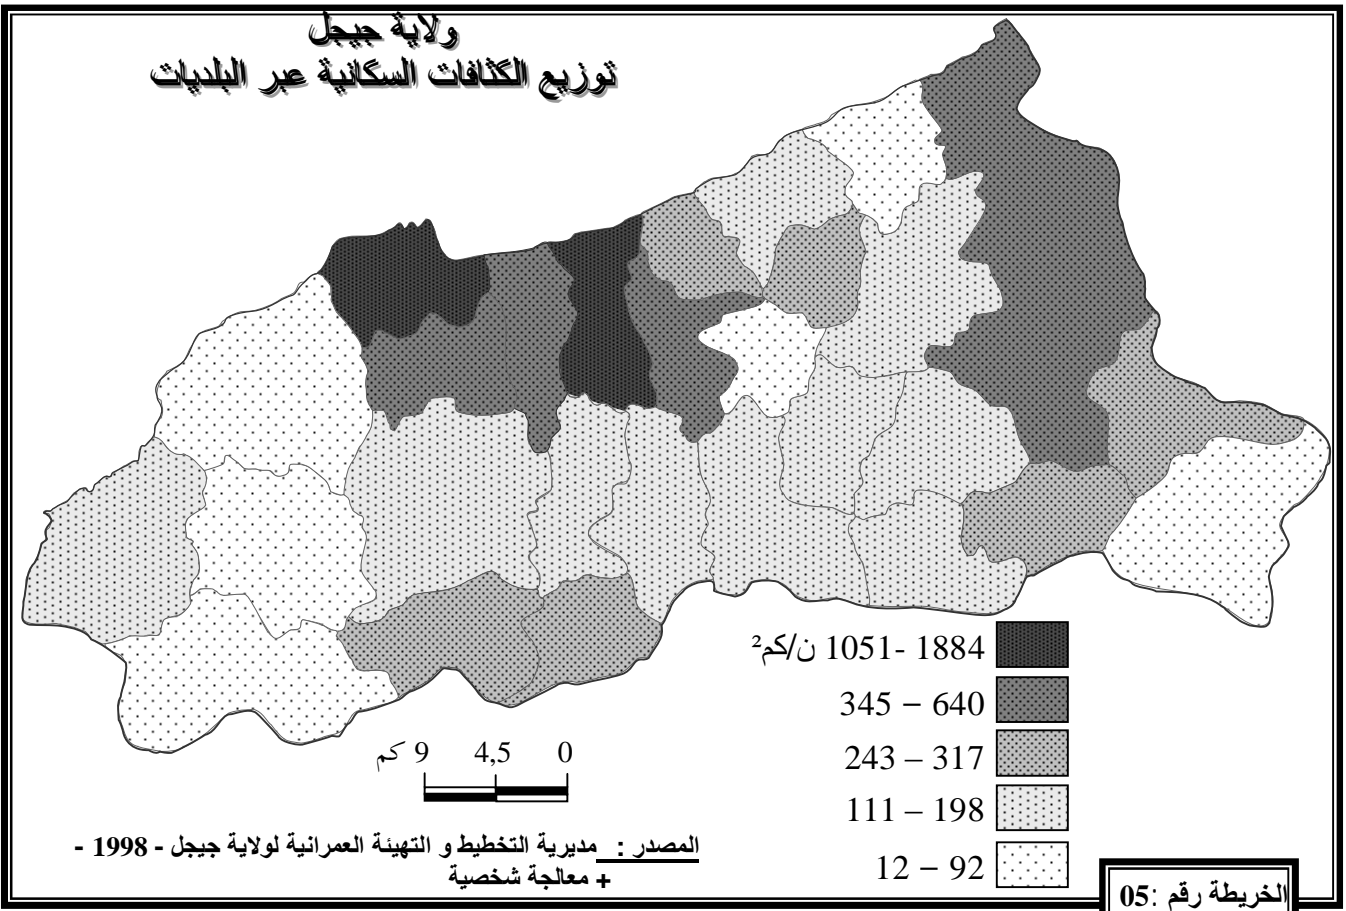 ولاية جيجل
توزيع الكثافات السكانية عبر البلديات
1051- 1884 ن/كم²
345 – 640
243 – 317
111 – 198
12 – 92
0 4,5 9 كم
المصدر : مديرية التخطيط و التهيئة العمرانية لولاية جيجل - 1998 -
+ معالجة شخصية
الخريطة رقم :05